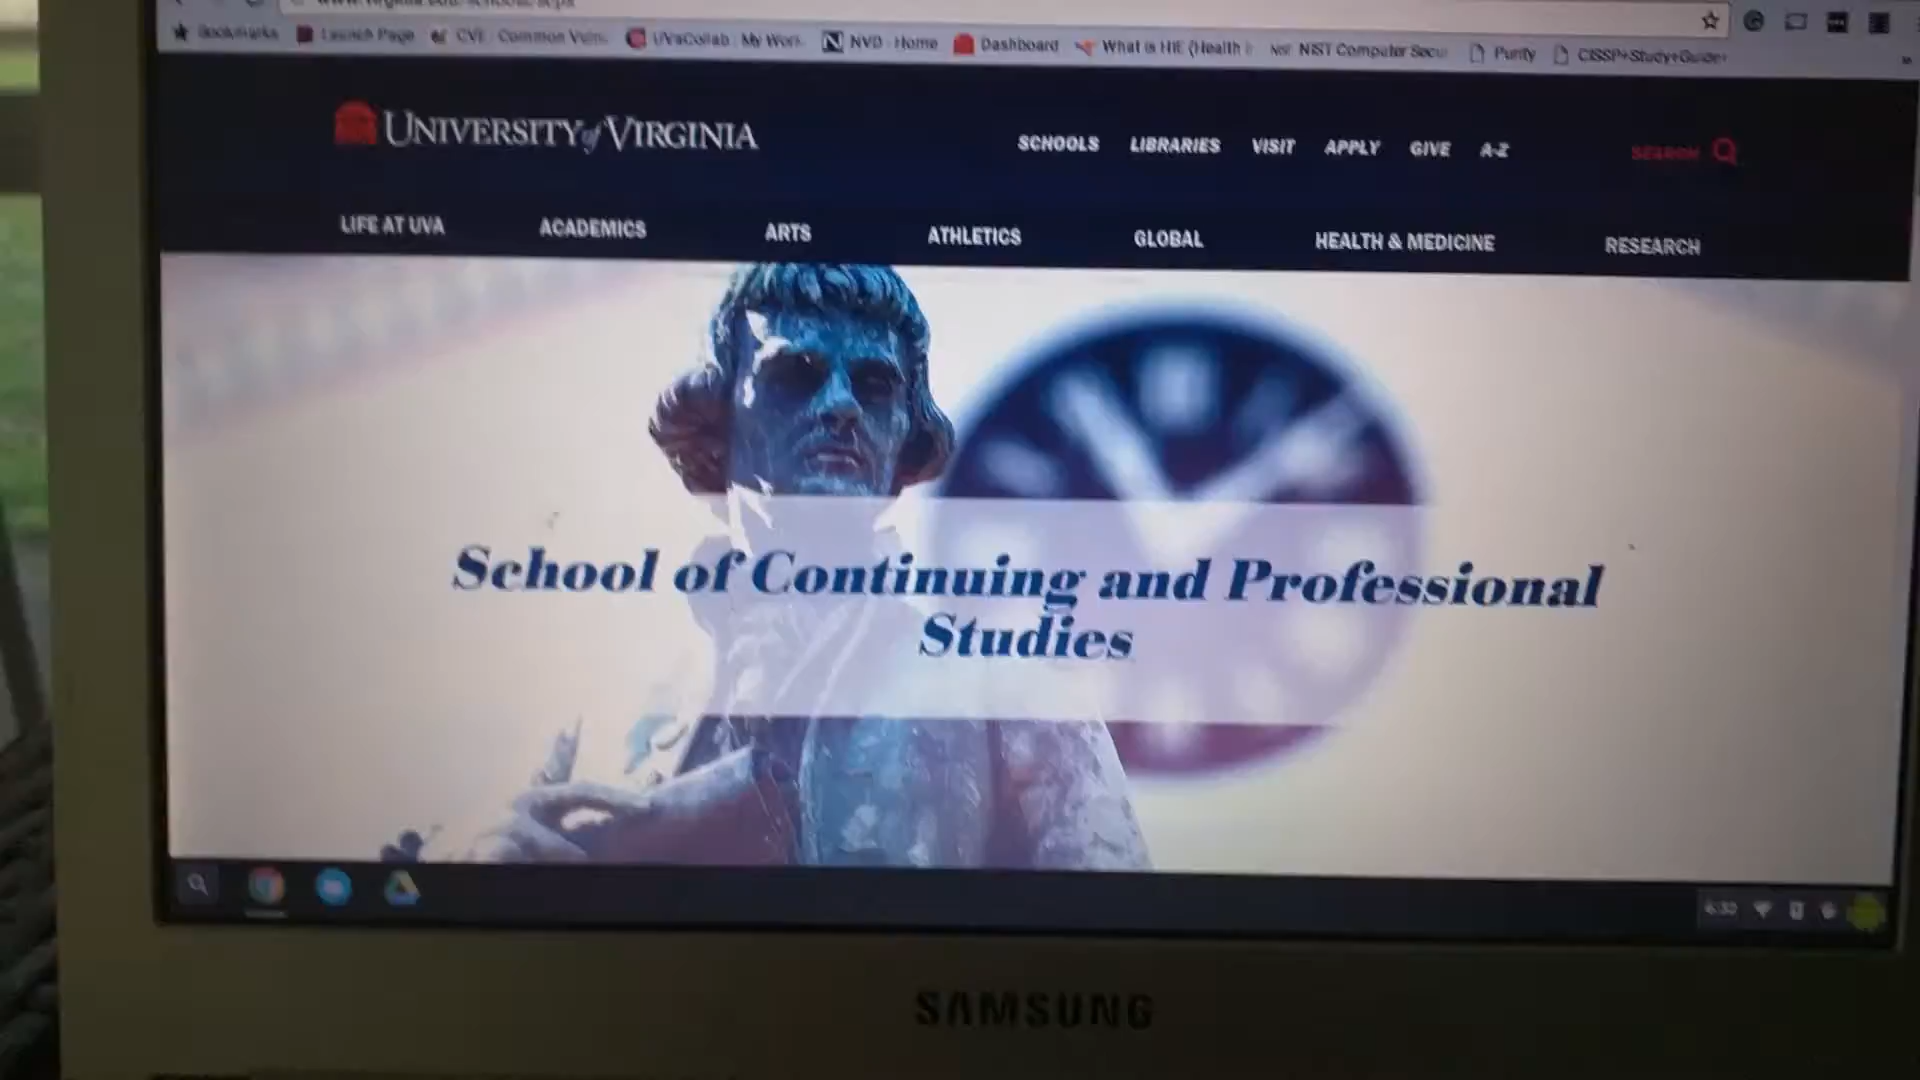 Bookmarks Launch Page CVE - Common Vulne UVaCollab : My Work NVD - Home Dashboard What is HIE (Health i NIST Computer Secu Purity CISSP+Study+Guide+
UNIVERSITY of VIRGINIA SCHOOLS LIBRARIES VISIT APPLY GIVE A-Z SEARCH
LIFE AT UVA ACADEMICS ARTS ATHLETICS GLOBAL HEALTH & MEDICINE RESEARCH
School of Continuing and Professional
Studies
SAMSUNG